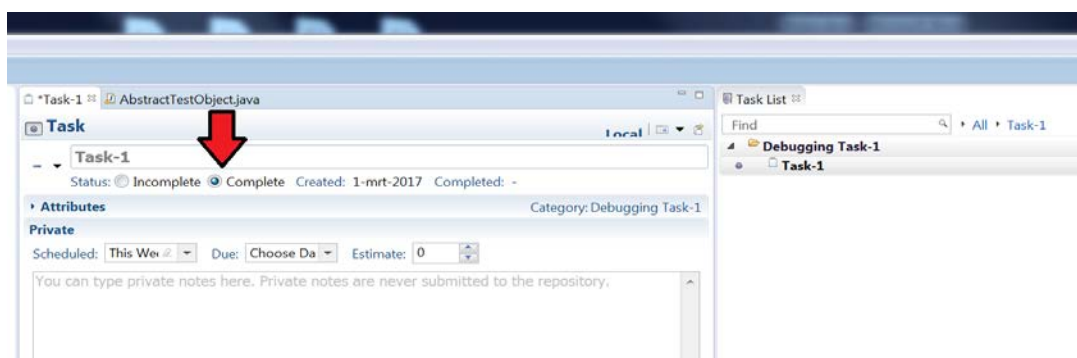 *Task-1 AbstractTestObject.java
Task List
Task
Local
Find
All
Task-1
Debugging Task-1
Task-1
Task-1
Status: Incomplete Complete Created: 1-mrt-2017 Completed: -
Attributes
Category: Debugging Task-1
Private
Scheduled: This Wee Due: Choose Da Estimate: 0
You can type private notes here. Private notes are never submitted to the repository.